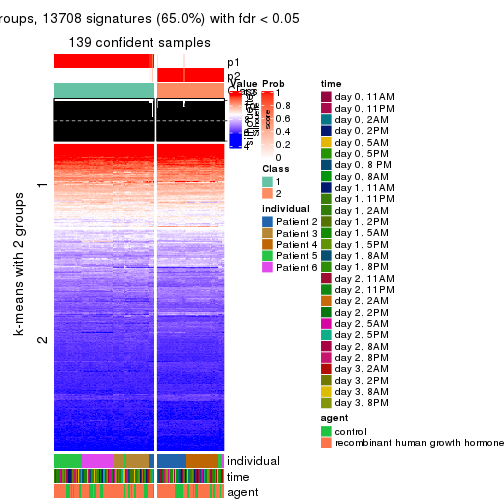 roups, 13708 signatures (65.0%) with fdr < 0.05
139 confident samples
p1
p2
Class
k-means with 2 groups
1
2
Value
Prob
1
0.8
0.6
0.4
0.2
0
Class
1
2
individual
Patient 2
Patient 3
Patient 4
Patient 5
Patient 6
time
day 0. 11AM
day 0. 11PM
day 0. 2AM
day 0. 2PM
day 0. 5AM
day 0. 5PM
day 0. 8 PM
day 0. 8AM
day 1. 11AM
day 1. 11PM
day 1. 2AM
day 1. 2PM
day 1. 5AM
day 1. 5PM
day 1. 8AM
day 1. 8PM
day 2. 11AM
day 2. 11PM
day 2. 2AM
day 2. 2PM
day 2. 5AM
day 2. 5PM
day 2. 8AM
day 2. 8PM
day 3. 2AM
day 3. 2PM
day 3. 8AM
day 3. 8PM
agent
control
recombinant human growth hormone
individual
time
agent